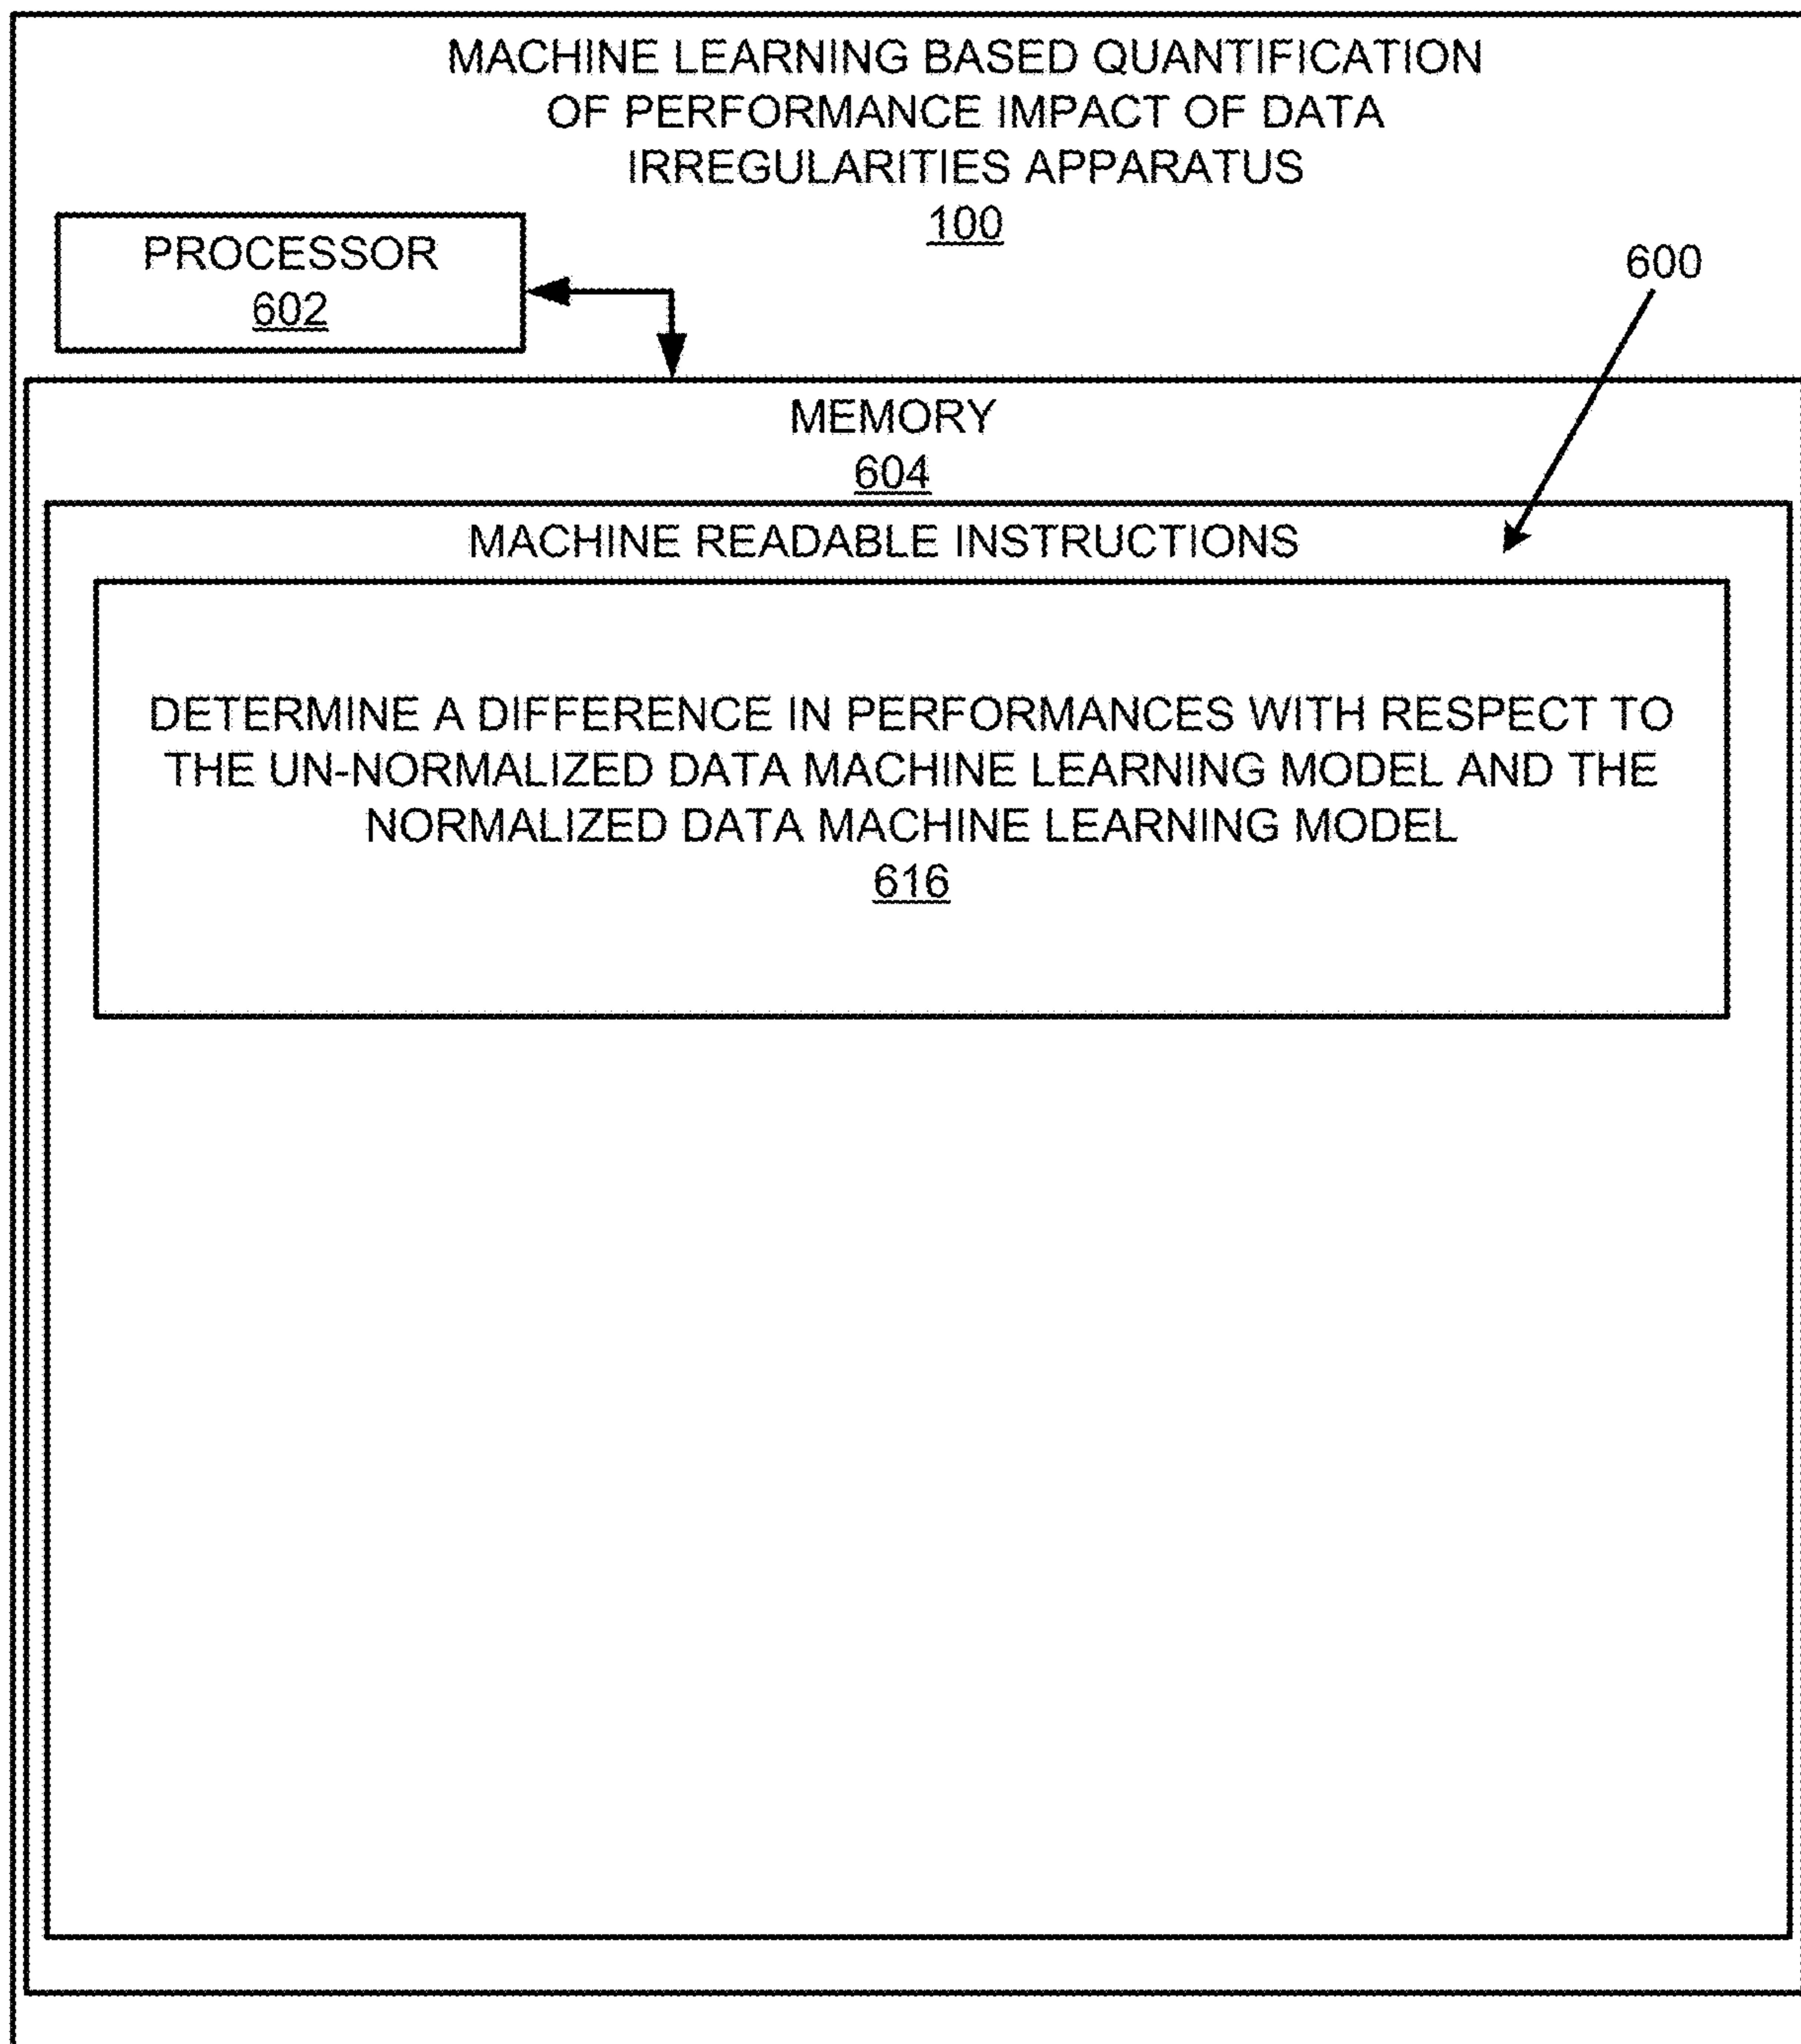 MACHINE LEARNING BASED QUANTIFICATION
OF PERFORMANCE IMPACT OF DATA
IRREGULARITIES APPARATUS
100
PROCESSOR
602
600
MEMORY
604
MACHINE READABLE INSTRUCTIONS
DETERMINE A DIFFERENCE IN PERFORMANCES WITH RESPECT TO
THE UN-NORMALIZED DATA MACHINE LEARNING MODEL AND THE
NORMALIZED DATA MACHINE LEARNING MODEL
616